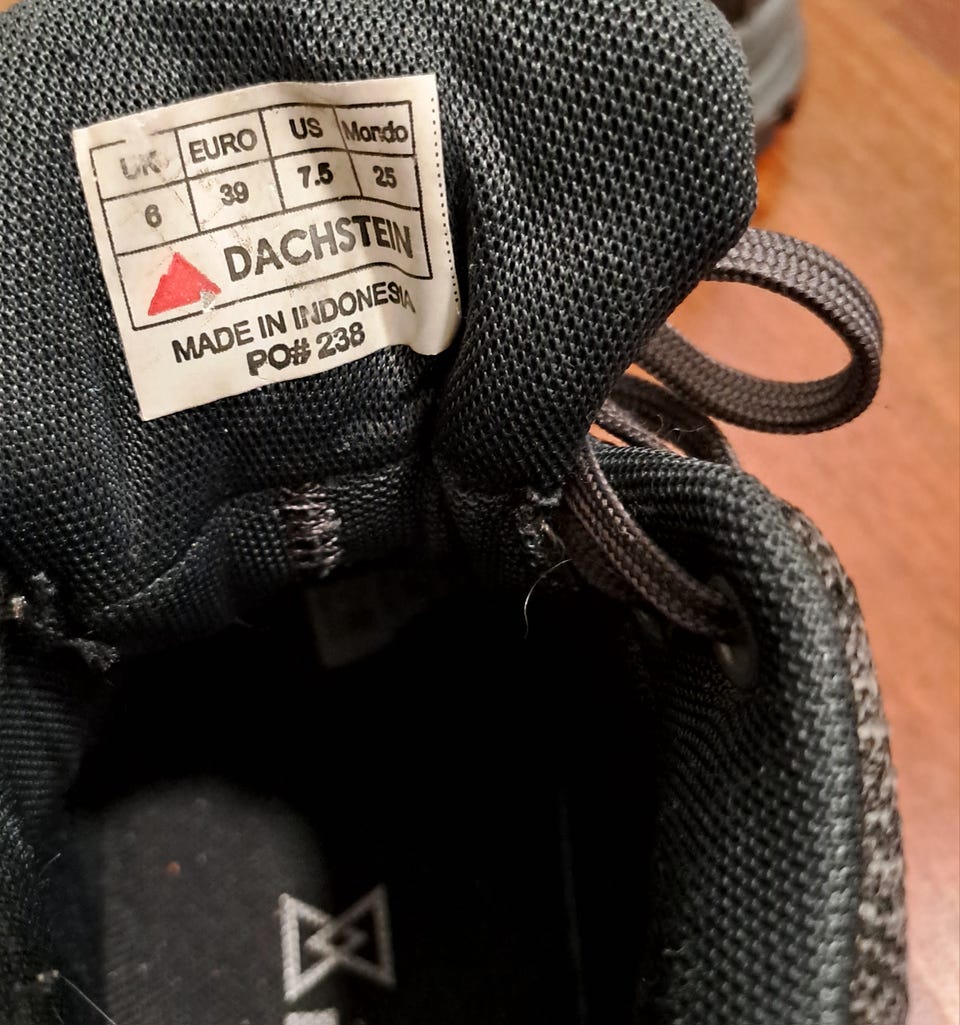 UK EURO US Mondo
6 39 7.5 25
DACHSTEIN
MADE IN INDONESIA
PO# 238